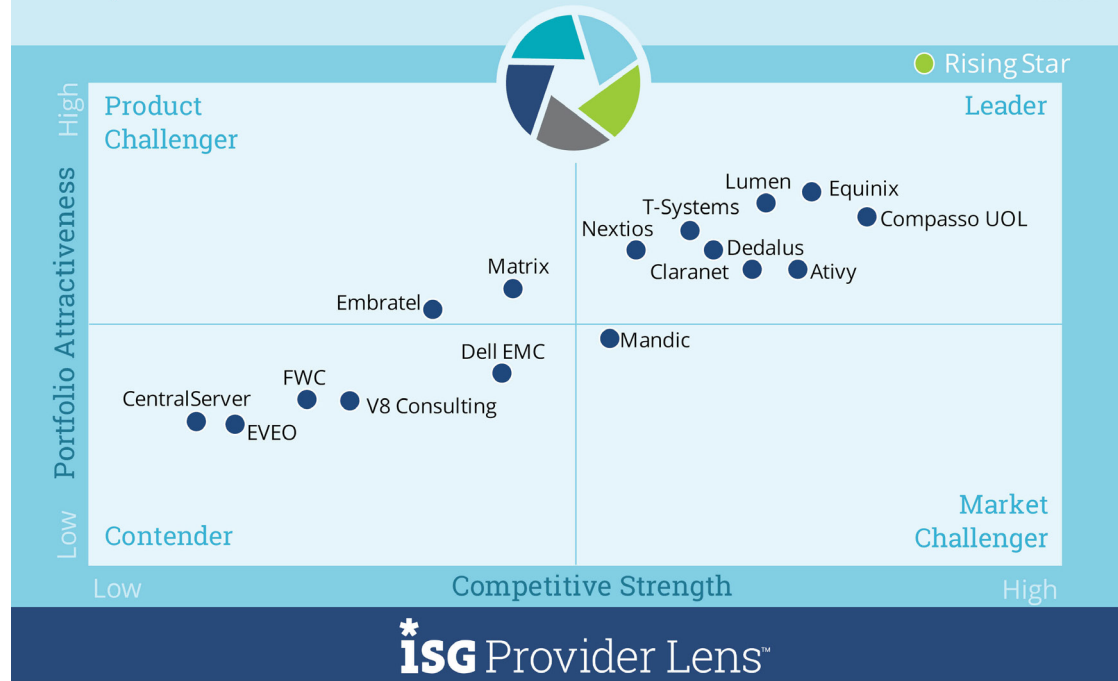 Rising Star
High
Product
Challenger
Leader
Lumen
Equinix
T-Systems
Compasso UOL
Nextios
Dedalus
Claranet
Ativy
Matrix
Embratel
Portfolio Attractiveness
Mandic
Dell EMC
FWC
CentralServer
V8 Consulting
EVEO
Low
Contender
Market
Challenger
Low
Competitive Strength
High
*ISG Provider Lens™